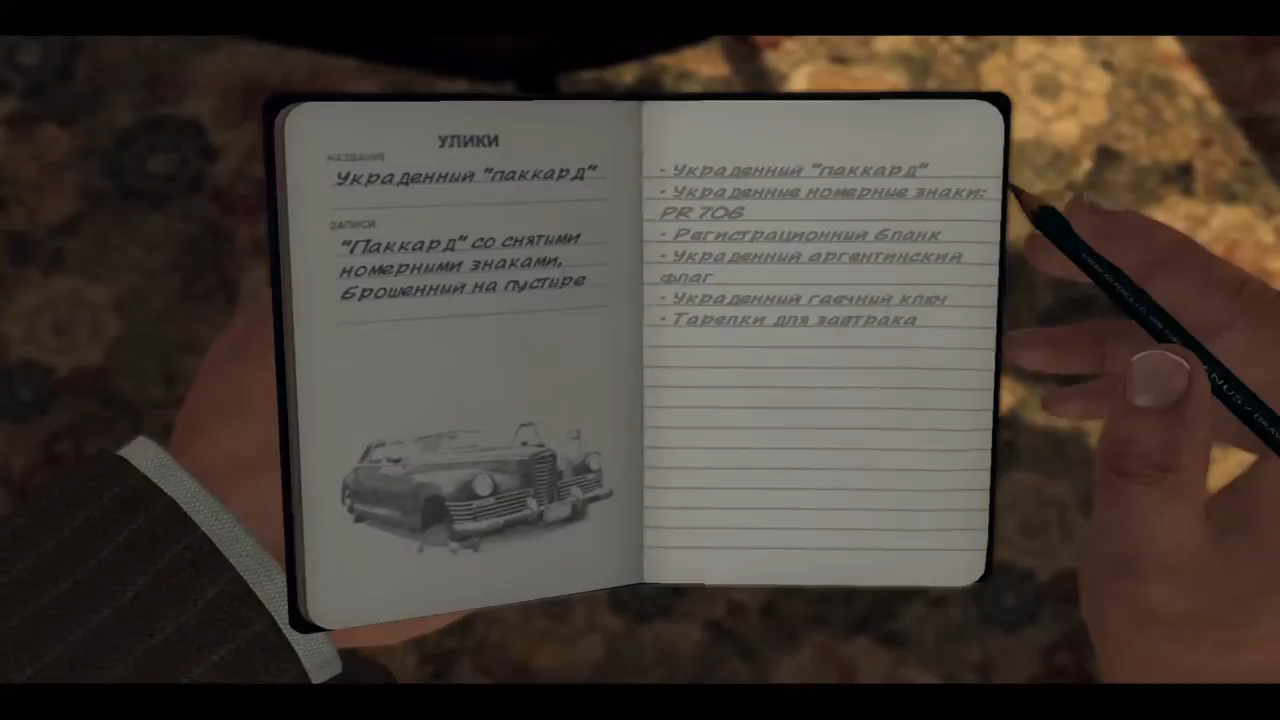 УЛИКИ
НАЗВАНИЕ
Украденный "паккард"
ЗАПИСИ
"Паккард" со снятыми
номерными знаками,
брошенный на пустыре
- Украденный "паккард"
- Украденные номерные знаки:
PR 706
- Регистрационный бланк
- Украденный аргентинский
флаг
- Украденный гаечный ключ
- Тарелки для завтрака